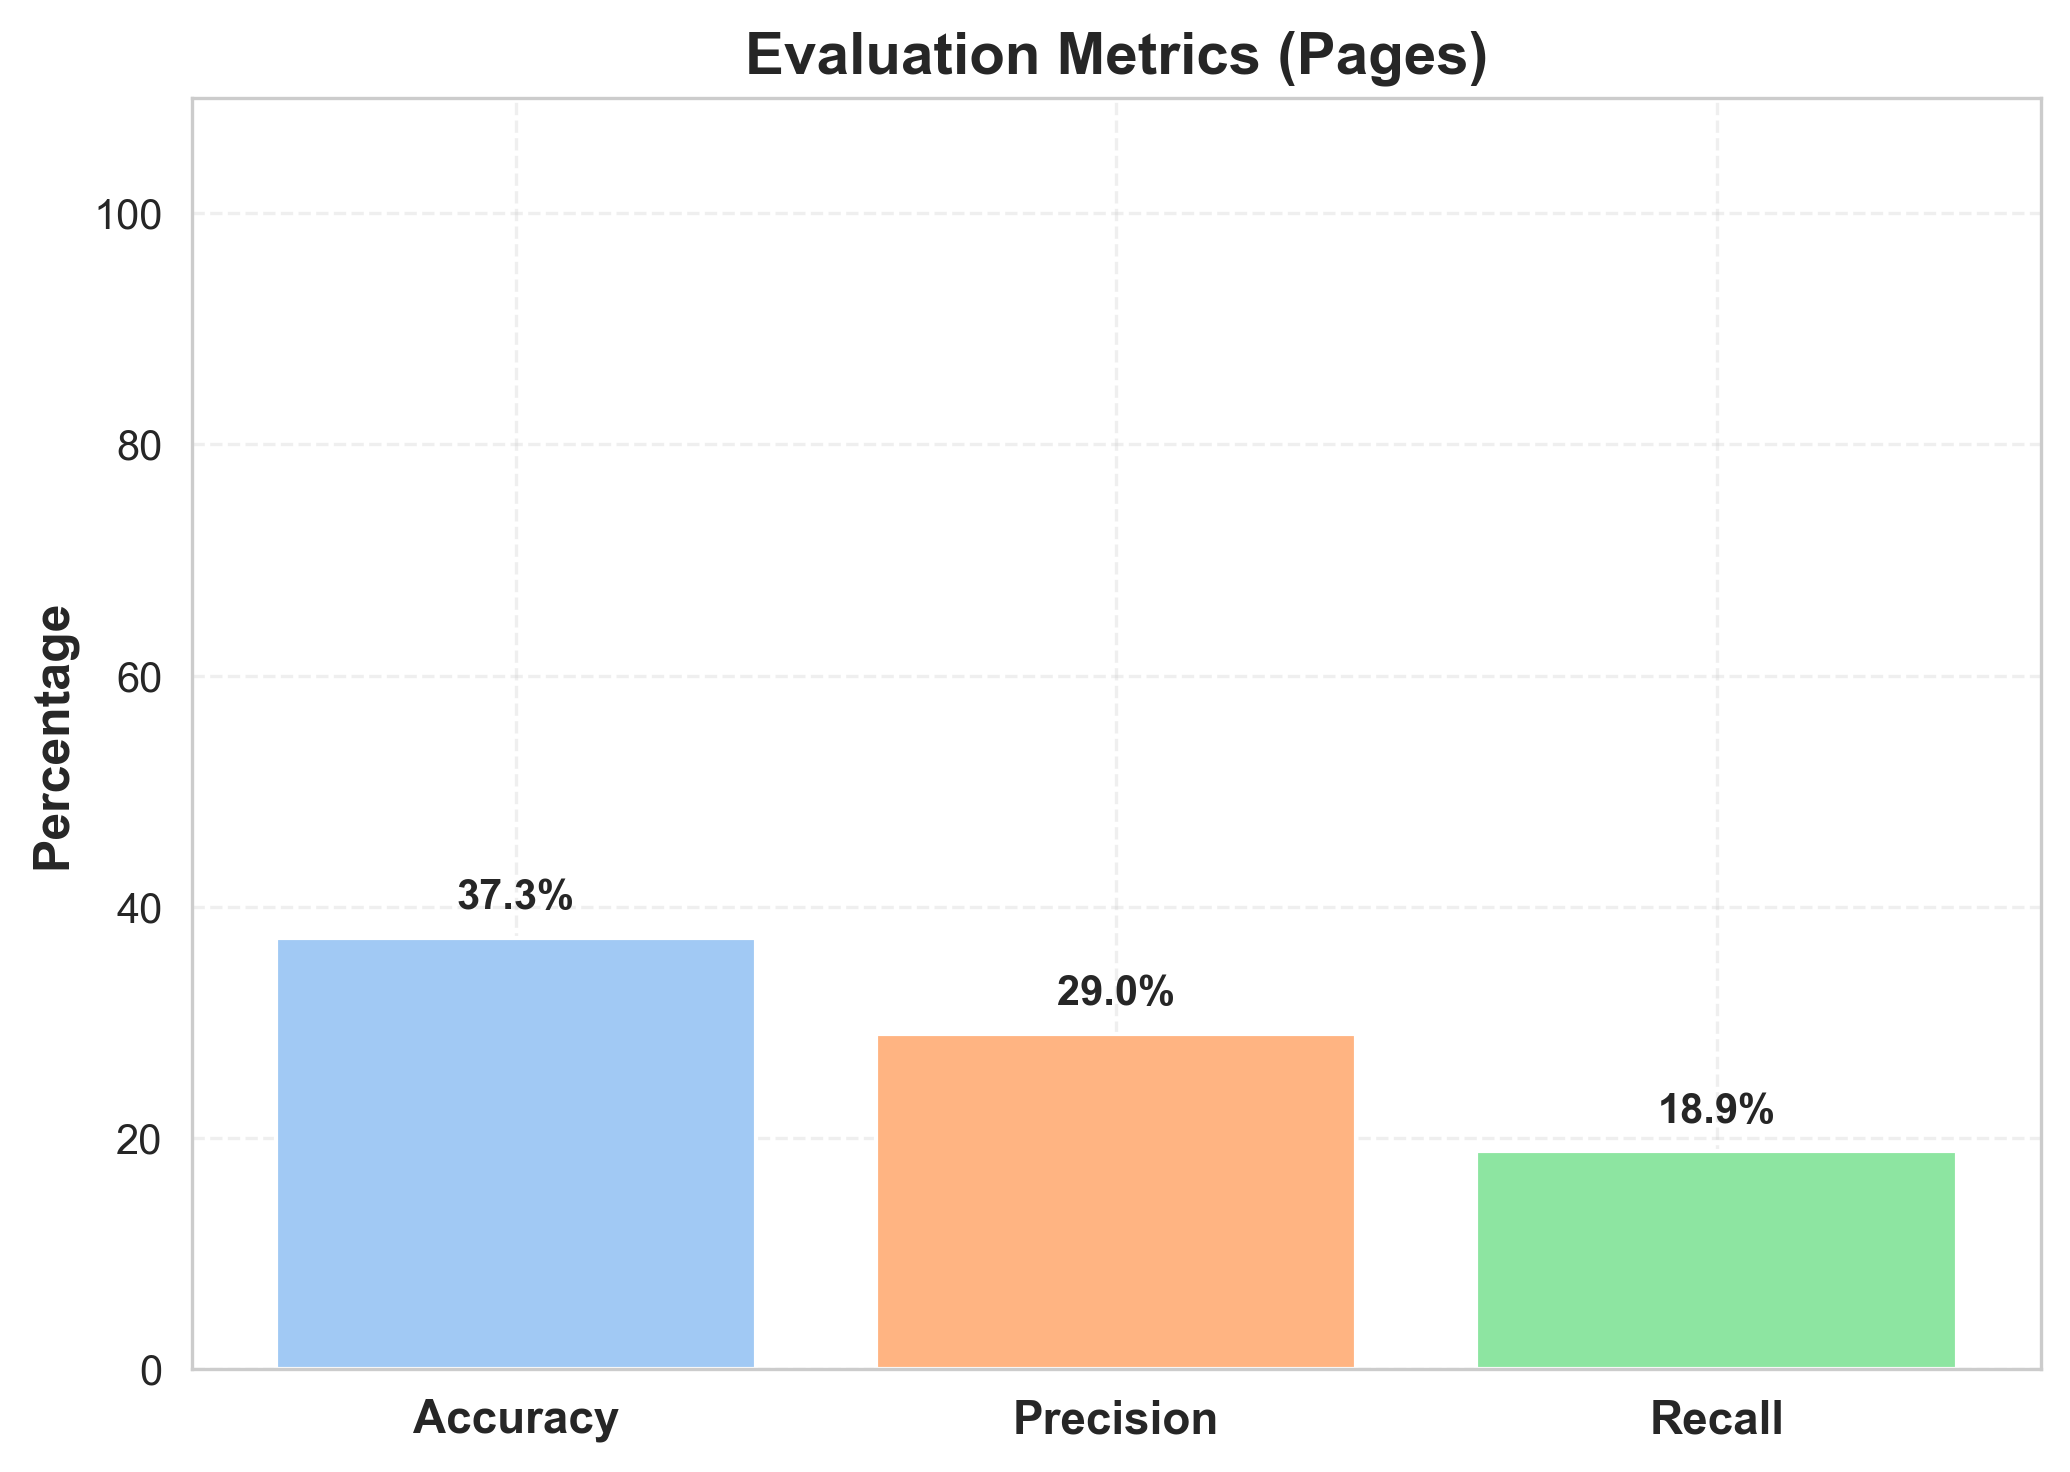 Evaluation Metrics (Pages)
Percentage
100
80
60
40
20
0
37.3%
29.0%
18.9%
Accuracy
Precision
Recall